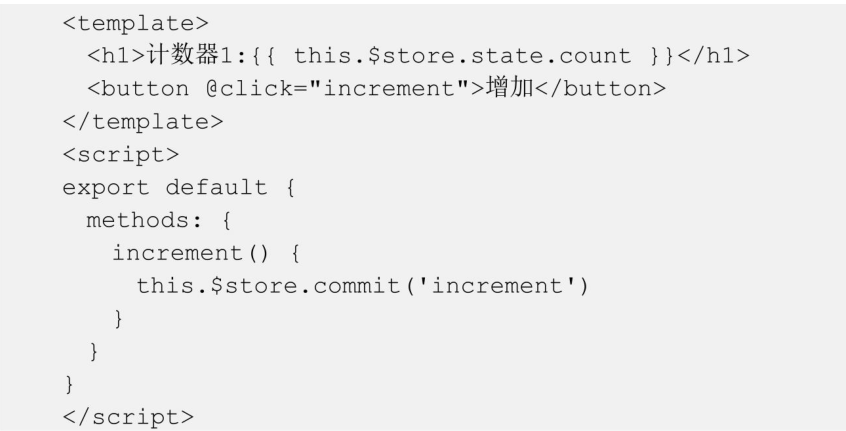 <template>
  <h1>计数器1:{{ this.$store.state.count }}</h1>
  <button @click="increment">增加</button>
</template>
<script>
export default {
  methods: {
    increment() {
      this.$store.commit('increment')
    }
  }
}
</script>